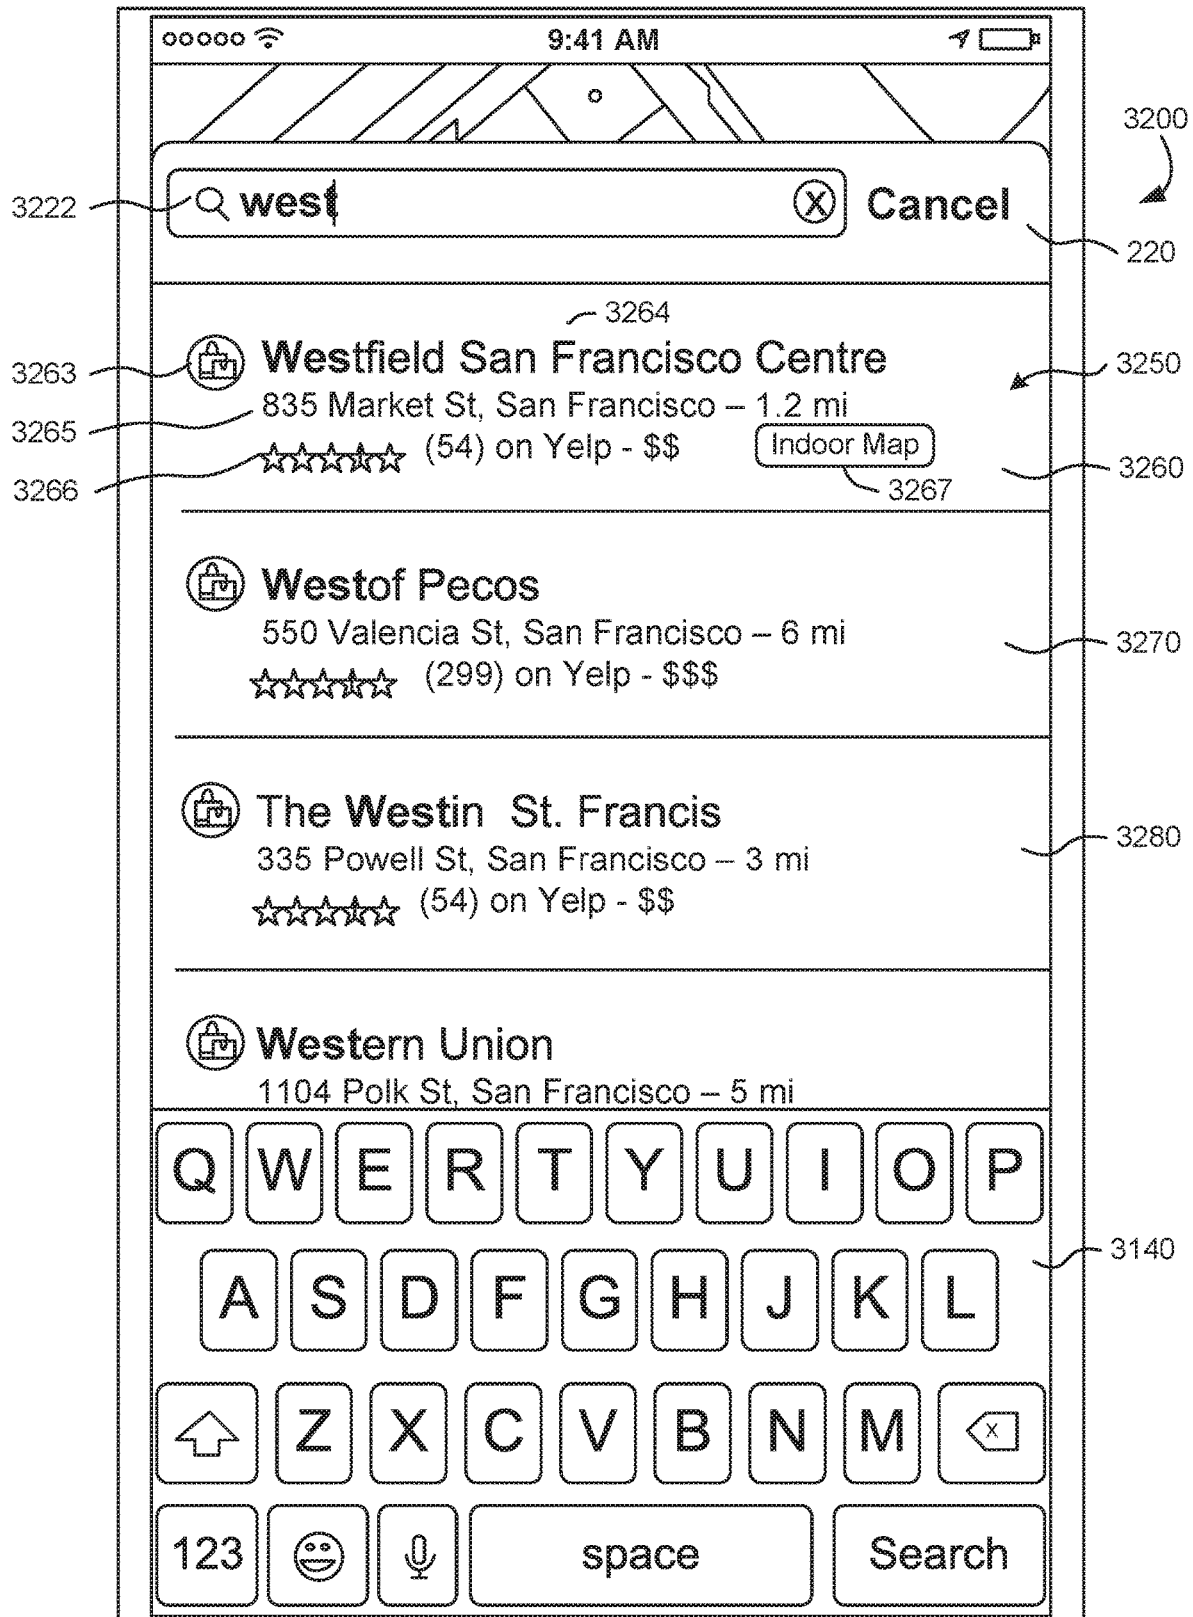 9:41 AM
3200
3222
west
X
Cancel
220
3264
3263
Westfield San Francisco Centre
3250
3265
835 Market St, San Francisco – 1.2 mi
3266
(54) on Yelp - $$
Indoor Map
3260
3267
Westof Pecos
550 Valencia St, San Francisco – 6 mi
3270
(299) on Yelp - $$$
The Westin St. Francis
3280
335 Powell St, San Francisco – 3 mi
(54) on Yelp - $$
Western Union
1104 Polk St, San Francisco – 5 mi
Q W E R T Y U I O P
3140
A S D F G H J K L
Z X C V B N M X
123 space Search